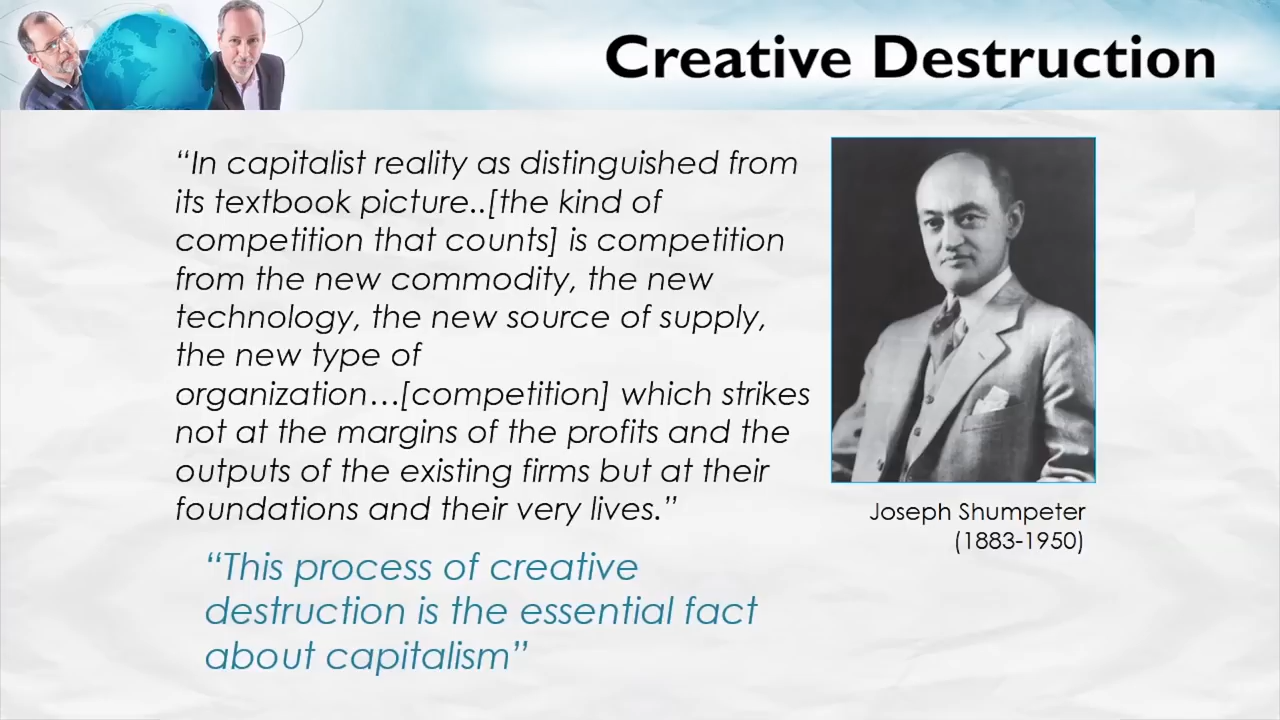 Creative Destruction
“In capitalist reality as distinguished from
its textbook picture..[the kind of
competition that counts] is competition
from the new commodity, the new
technology, the new source of supply,
the new type of
organization…[competition] which strikes
not at the margins of the profits and the
outputs of the existing firms but at their
foundations and their very lives.”
“This process of creative
destruction is the essential fact
about capitalism”
Joseph Shumpeter
(1883-1950)